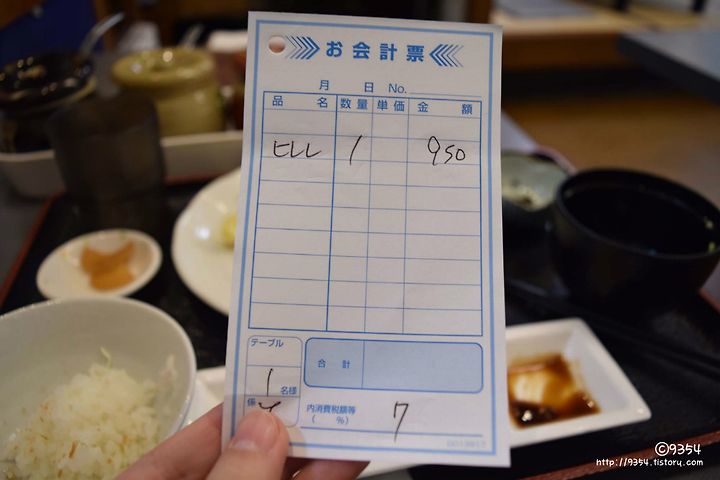 お会計票
月 日 No.
品名 数量 単価 金額
ヒレレ 1 950
テーブル
1 名様
係
合計
内消費税額等
( %) 7
©9354
http://9354.tistory.com